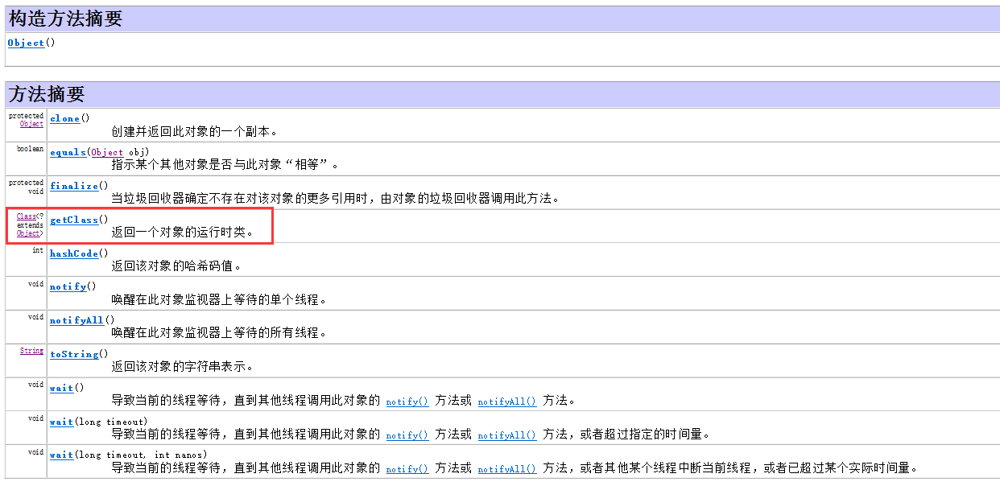 构造方法摘要
Object()
方法摘要
protected
Object
clone()
创建并返回此对象的一个副本。
boolean
equals(Object obj)
指示某个其他对象是否与此对象“相等”。
protected
void
finalize()
当垃圾回收器确定不存在对该对象的更多引用时，由对象的垃圾回收器调用此方法。
Class<?
extends
Object>
getClass()
返回一个对象的运行时类。
int
hashCode()
返回该对象的哈希码值。
void
notify()
唤醒在此对象监视器上等待的单个线程。
void
notifyAll()
唤醒在此对象监视器上等待的所有线程。
String
toString()
返回该对象的字符串表示。
void
wait()
导致当前的线程等待，直到其他线程调用此对象的 notify() 方法或 notifyAll() 方法。
void
wait(long timeout)
导致当前的线程等待，直到其他线程调用此对象的 notify() 方法或 notifyAll() 方法，或者超过指定的时间量。
void
wait(long timeout, int nanos)
导致当前的线程等待，直到其他线程调用此对象的 notify() 方法或 notifyAll() 方法，或者其他某个线程中断当前线程，或者已超过某个实际时间量。